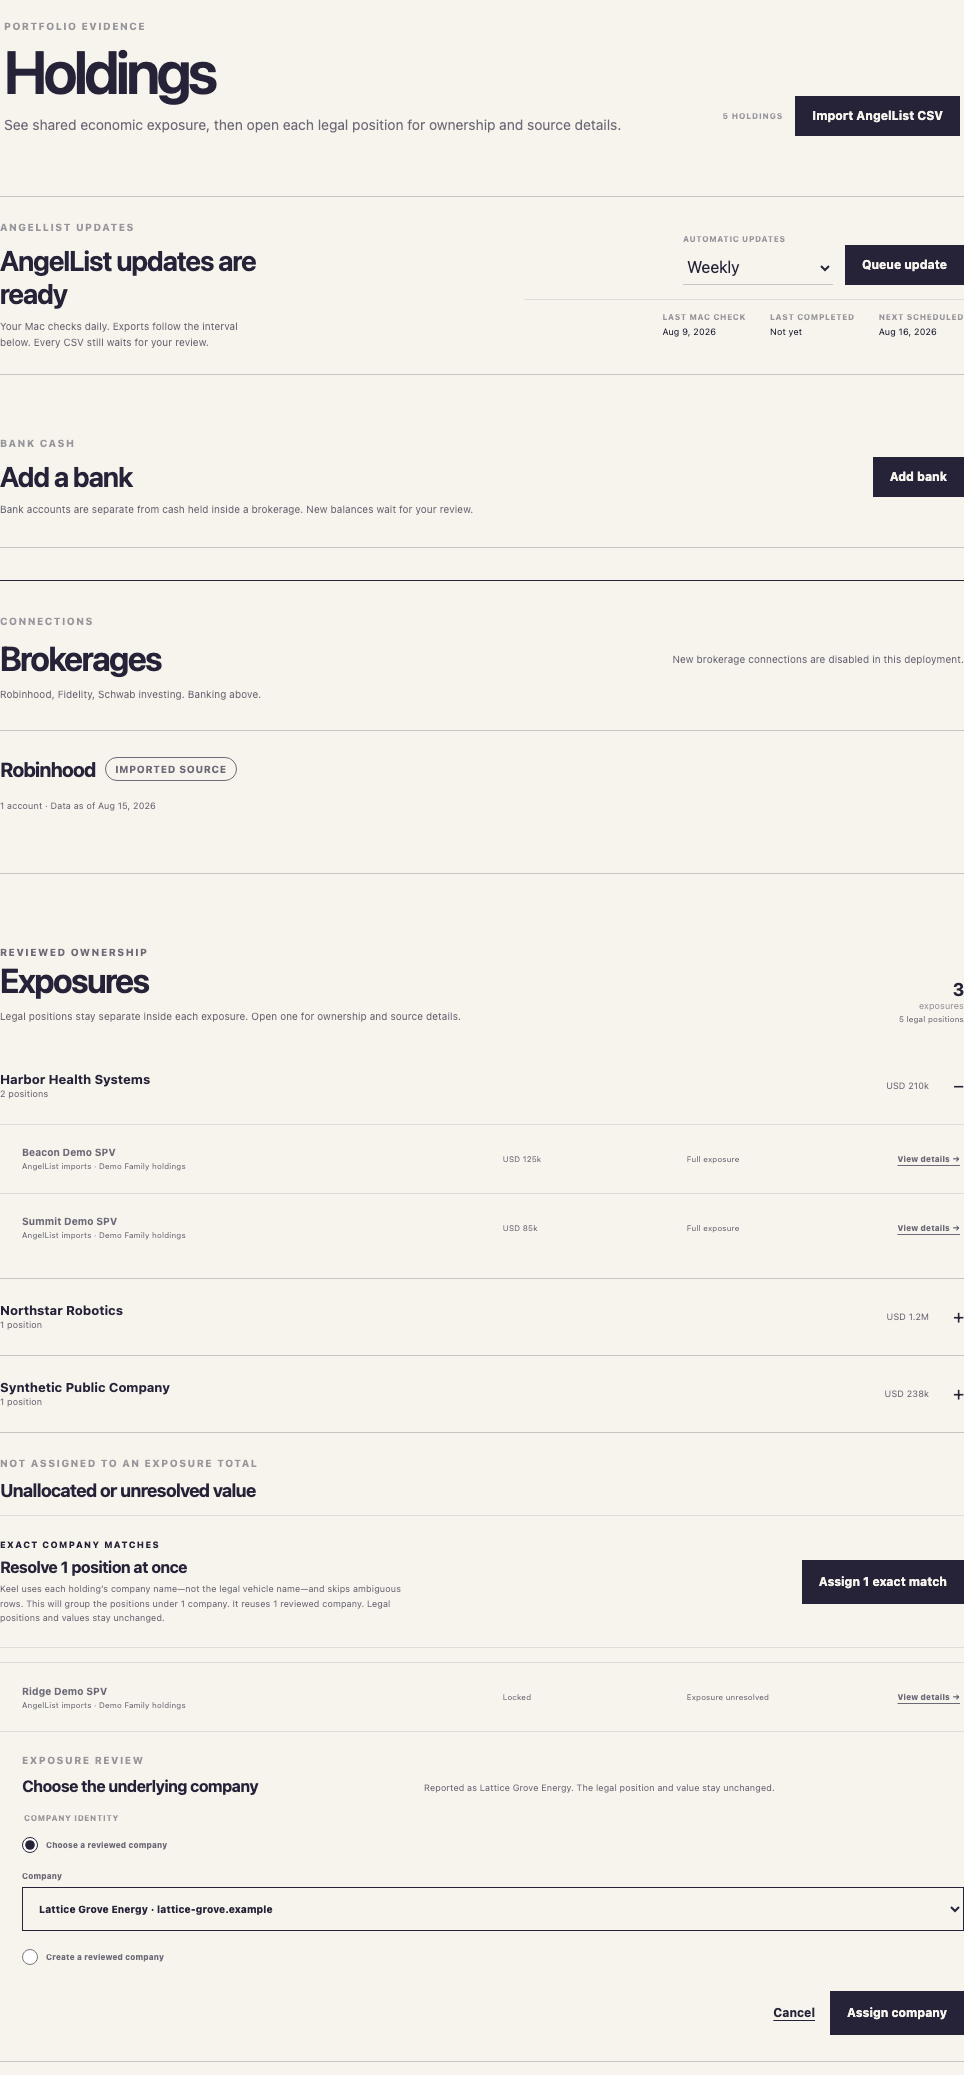 PORTFOLIO EVIDENCE
Holdings
See shared economic exposure, then open each legal position for ownership and source details.
5 HOLDINGS
Import AngelList CSV
ANGELLIST UPDATES
AngelList updates are
ready
Your Mac checks daily. Exports follow the interval
below. Every CSV still waits for your review.
AUTOMATIC UPDATES
Weekly
Queue update
LAST MAC CHECK
Aug 9, 2026
LAST COMPLETED
Not yet
NEXT SCHEDULED
Aug 16, 2026
BANK CASH
Add a bank
Bank accounts are separate from cash held inside a brokerage. New balances wait for your review.
Add bank
CONNECTIONS
Brokerages
Robinhood, Fidelity, Schwab investing. Banking above.
New brokerage connections are disabled in this deployment.
Robinhood
IMPORTED SOURCE
1 account · Data as of Aug 15, 2026
REVIEWED OWNERSHIP
Exposures
Legal positions stay separate inside each exposure. Open one for ownership and source details.
3
exposures
5 legal positions
Harbor Health Systems
2 positions
USD 210k
−
Beacon Demo SPV
AngelList imports · Demo Family holdings
USD 125k
Full exposure
View details →
Summit Demo SPV
AngelList imports · Demo Family holdings
USD 85k
Full exposure
View details →
Northstar Robotics
1 position
USD 1.2M
+
Synthetic Public Company
1 position
USD 238k
+
NOT ASSIGNED TO AN EXPOSURE TOTAL
Unallocated or unresolved value
EXACT COMPANY MATCHES
Resolve 1 position at once
Keel uses each holding's company name—not the legal vehicle name—and skips ambiguous
rows. This will group the positions under 1 company. It reuses 1 reviewed company. Legal
positions and values stay unchanged.
Assign 1 exact match
Ridge Demo SPV
AngelList imports · Demo Family holdings
Locked
Exposure unresolved
View details →
EXPOSURE REVIEW
Choose the underlying company
Reported as Lattice Grove Energy. The legal position and value stay unchanged.
COMPANY IDENTITY
Choose a reviewed company
Company
Lattice Grove Energy · lattice-grove.example
Create a reviewed company
Cancel
Assign company